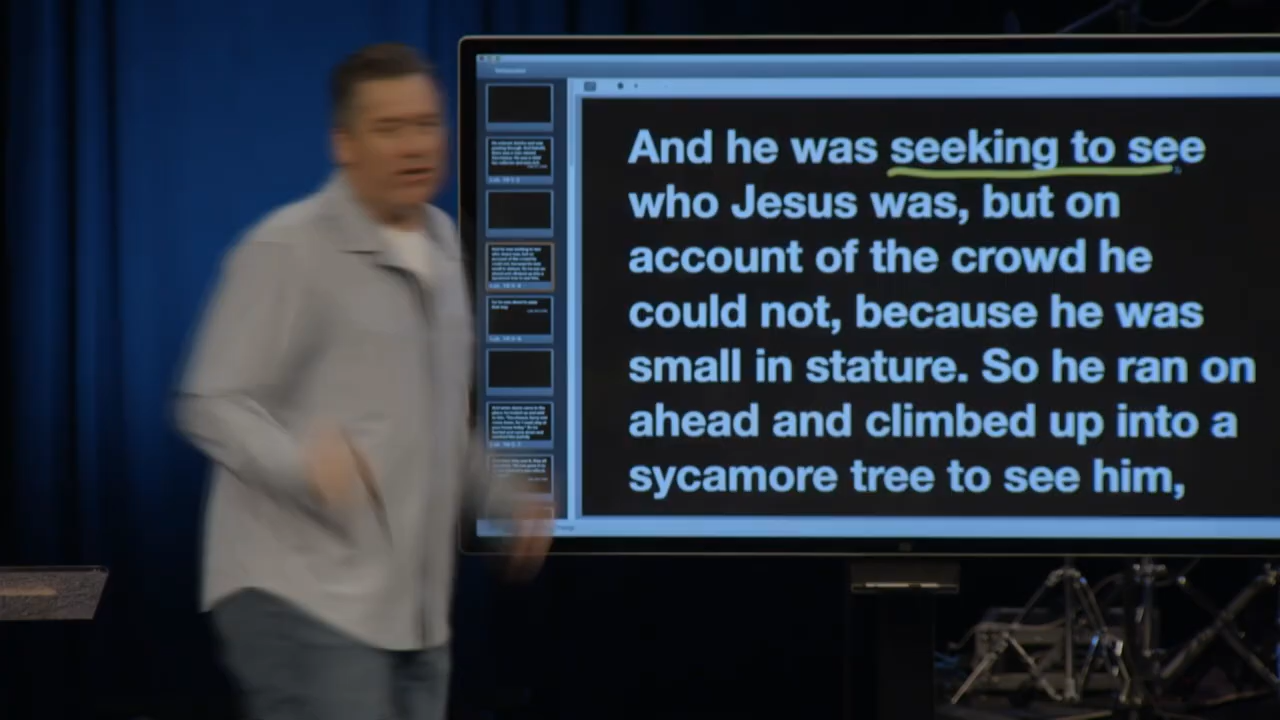 And he was seeking to see
who Jesus was, but on
account of the crowd he
could not, because he was
small in stature. So he ran on
ahead and climbed up into a
sycamore tree to see him,